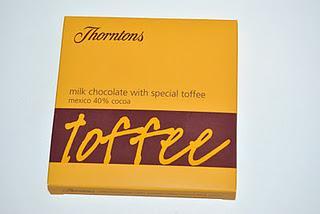 Thorntons
milk chocolate with special toffee
mexico 40% cocoa
toffee